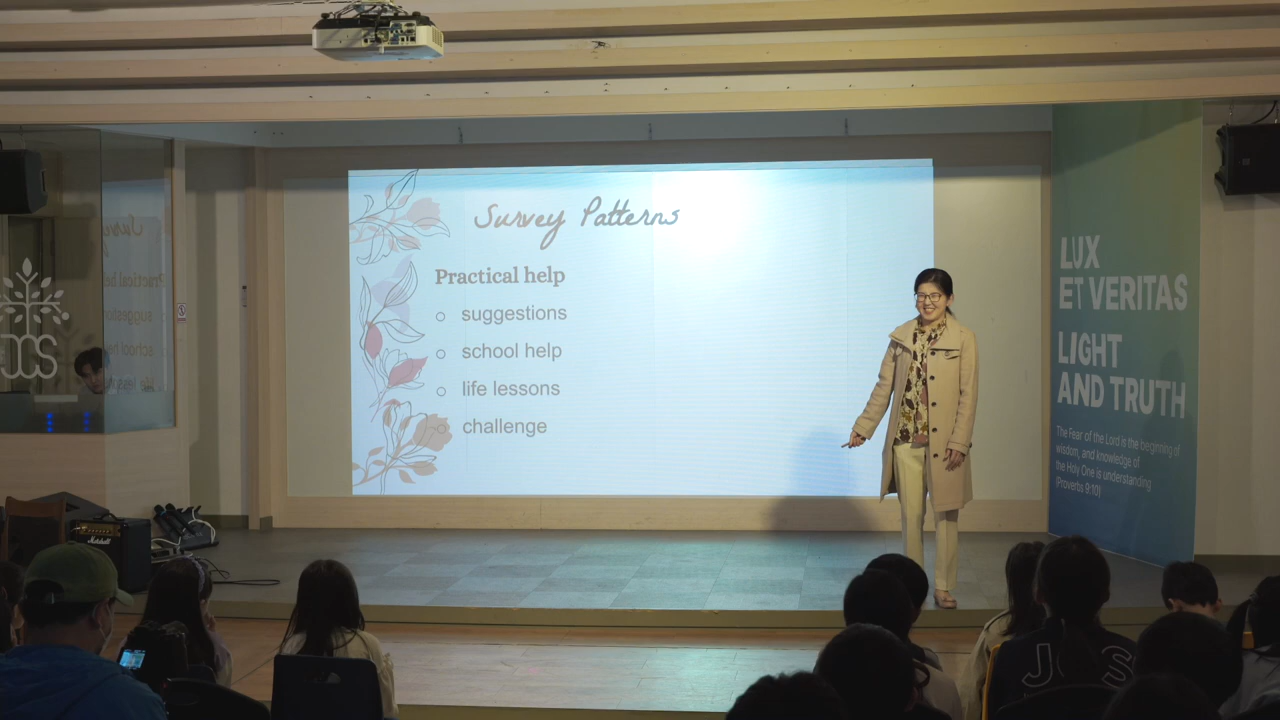 Survey Patterns
Practical help
suggestions
school help
life lessons
challenge
LUX
ET VERITAS
LIGHT
AND TRUTH
The Fear of the Lord is the beginning of
wisdom, and knowledge of
the Holy One is understanding
(Proverbs 9:10)
JCS
Marshall
JCS